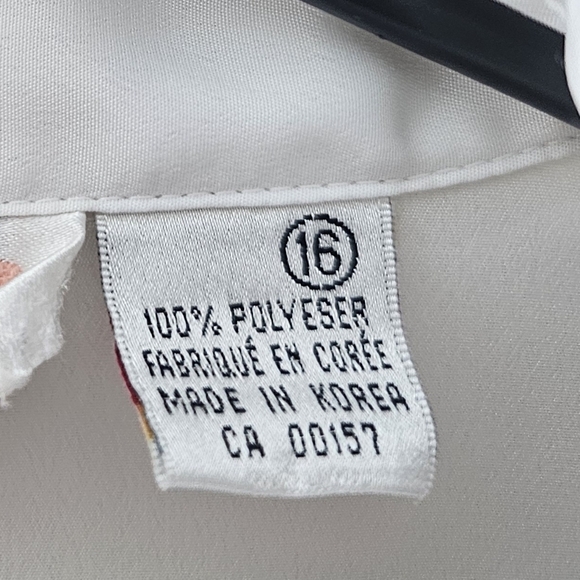 16
100% POLYESER
FABRIQUÉ EN CORÉE
MADE IN KOREA
CA 00157